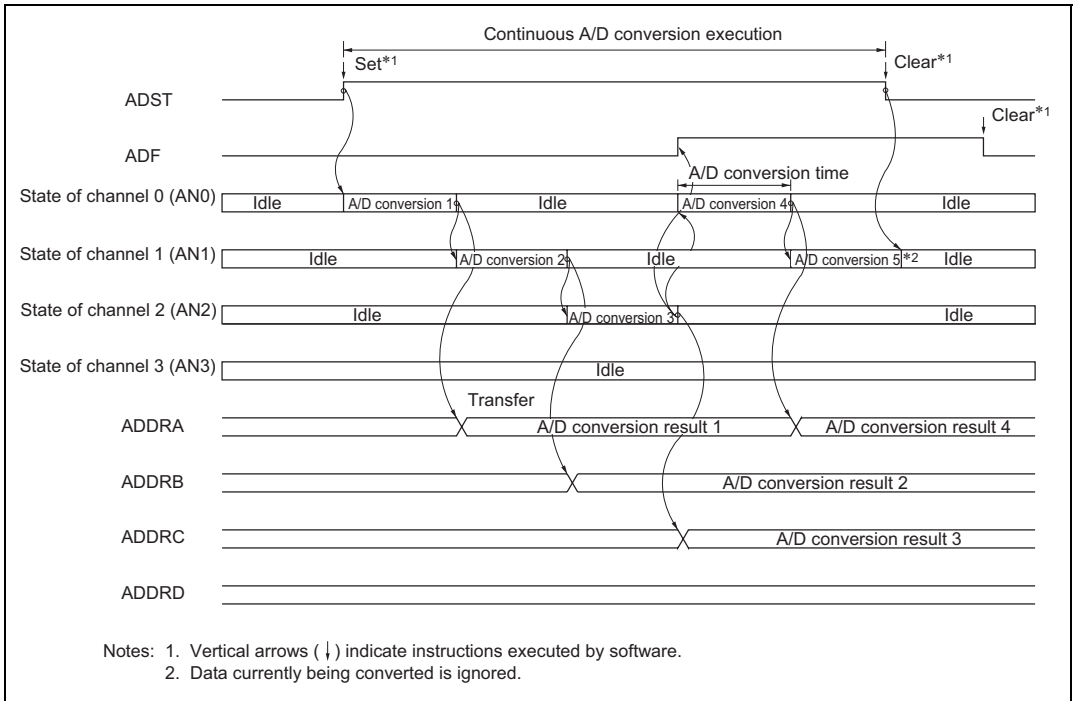 Continuous A/D conversion execution
Set*1 Clear*1
ADST
Clear*1
ADF
A/D conversion time
State of channel 0 (AN0) Idle A/D conversion 1 Idle A/D conversion 4 Idle
State of channel 1 (AN1) Idle A/D conversion 2 Idle A/D conversion 5 *2 Idle
State of channel 2 (AN2) Idle A/D conversion 3 Idle
State of channel 3 (AN3) Idle
Transfer
ADDRA A/D conversion result 1 A/D conversion result 4
ADDRB A/D conversion result 2
ADDRC A/D conversion result 3
ADDRD
Notes: 1. Vertical arrows (↓) indicate instructions executed by software.
2. Data currently being converted is ignored.